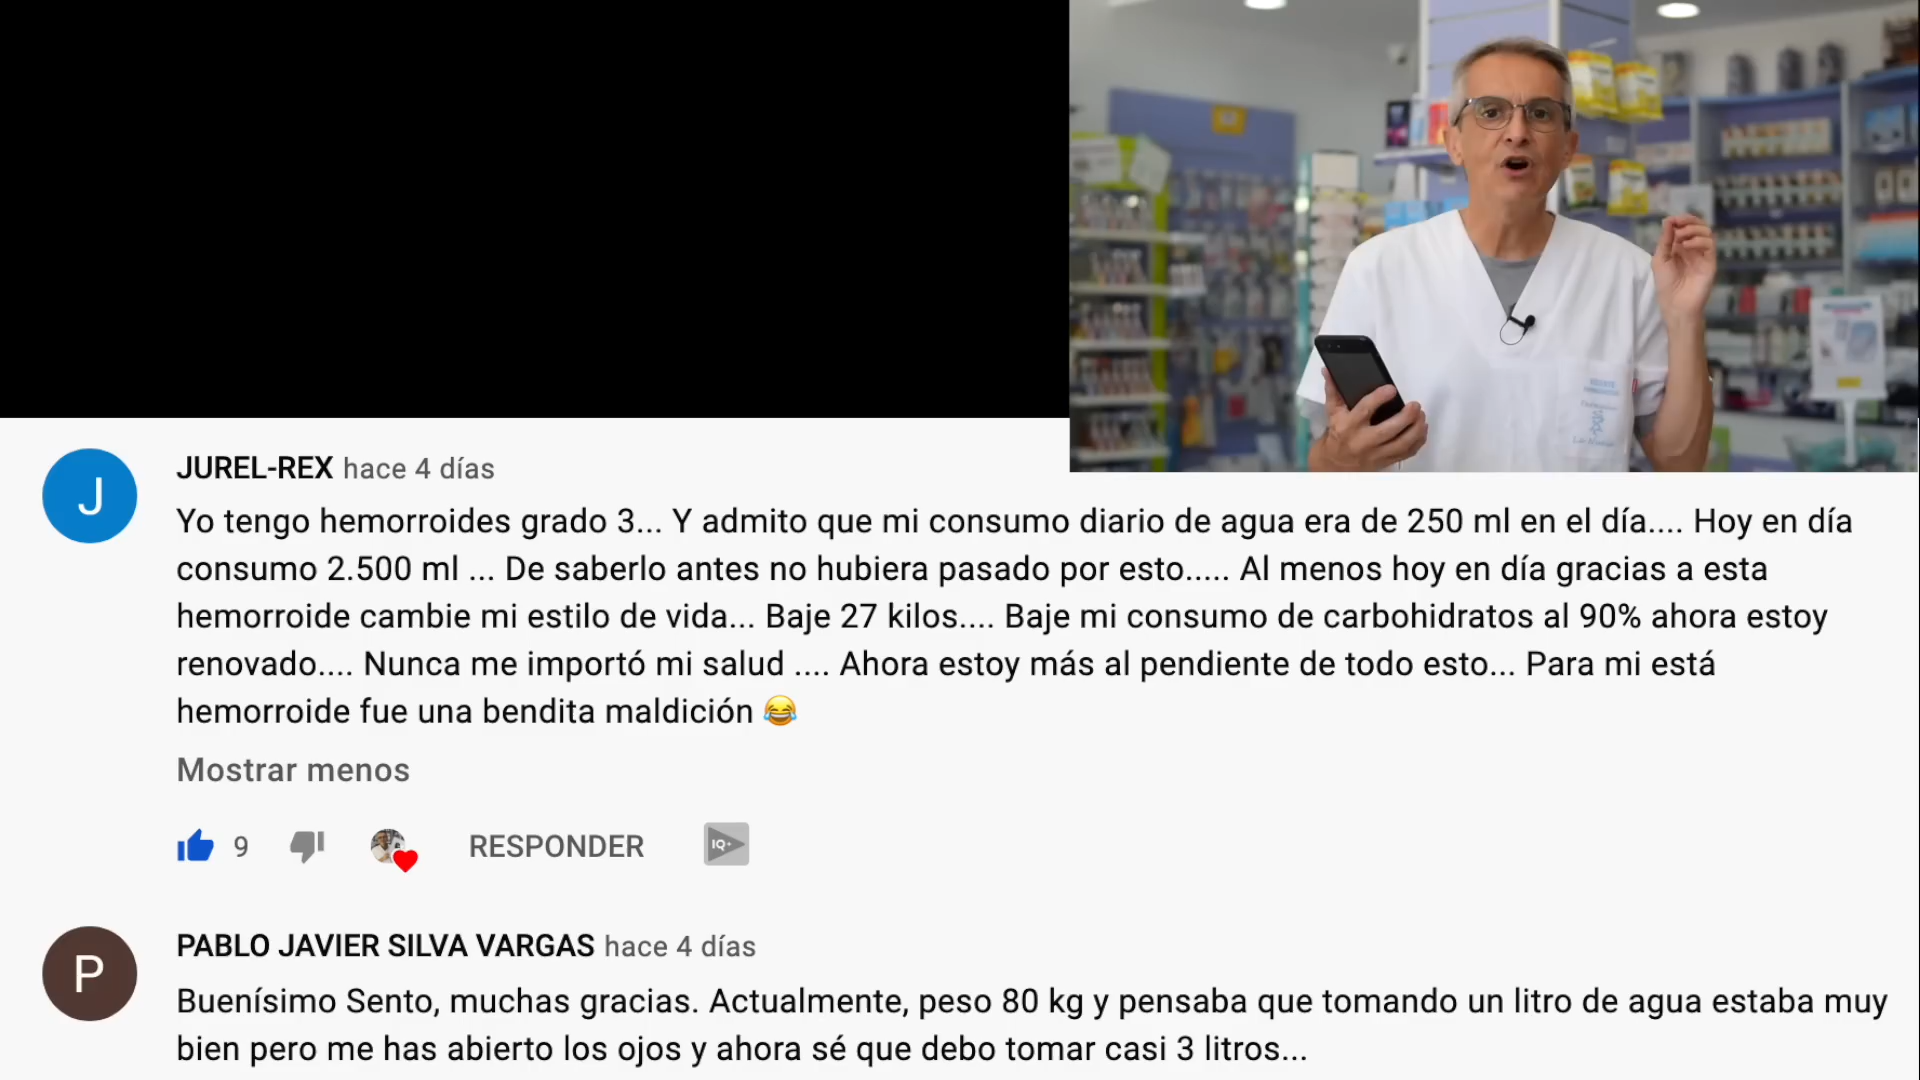 J
JUREL-REX hace 4 días
Yo tengo hemorroides grado 3... Y admito que mi consumo diario de agua era de 250 ml en el día.... Hoy en día
consumo 2.500 ml ... De saberlo antes no hubiera pasado por esto..... Al menos hoy en día gracias a esta
hemorroide cambie mi estilo de vida... Baje 27 kilos.... Baje mi consumo de carbohidratos al 90% ahora estoy
renovado.... Nunca me importó mi salud .... Ahora estoy más al pendiente de todo esto... Para mi está
hemorroide fue una bendita maldición 😂
Mostrar menos
9 RESPONDER IQ+
P
PABLO JAVIER SILVA VARGAS hace 4 días
Buenísimo Sento, muchas gracias. Actualmente, peso 80 kg y pensaba que tomando un litro de agua estaba muy
bien pero me has abierto los ojos y ahora sé que debo tomar casi 3 litros...